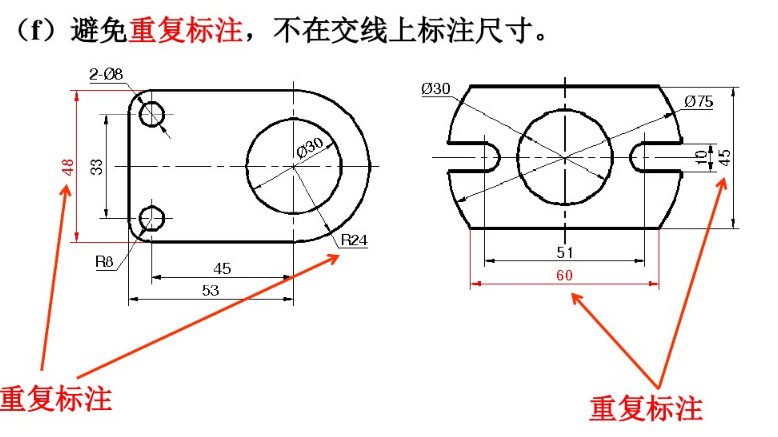 （f）避免重复标注，不在交线上标注尺寸。
2-Ø8
48
33
Ø30
R8
R24
45
53
Ø30
Ø75
10
45
51
60
重复标注
重复标注